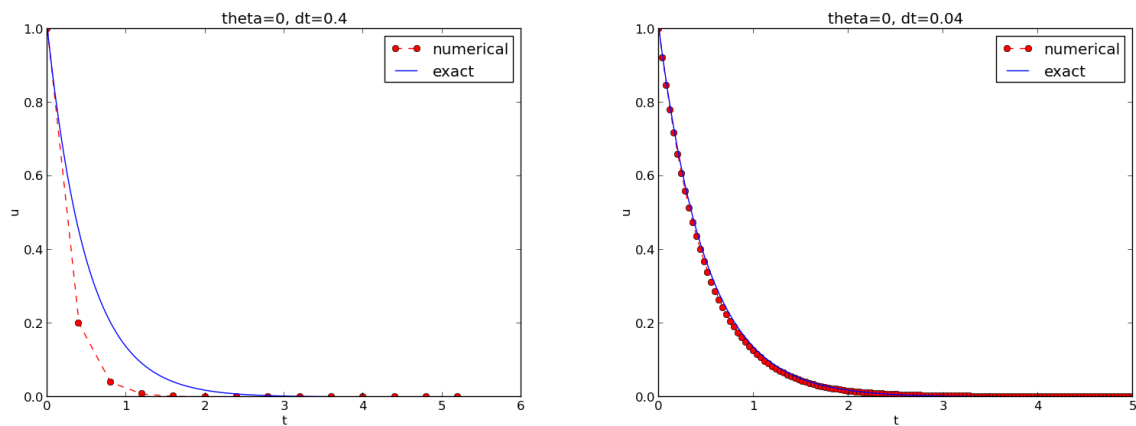 theta=0, dt=0.4
1.0
0.8
0.6
0.4
0.2
0.0
u
0 1 2 3 4 5 6
t
numerical
exact
theta=0, dt=0.04
1.0
0.8
0.6
0.4
0.2
0.0
u
0 1 2 3 4 5
t
numerical
exact